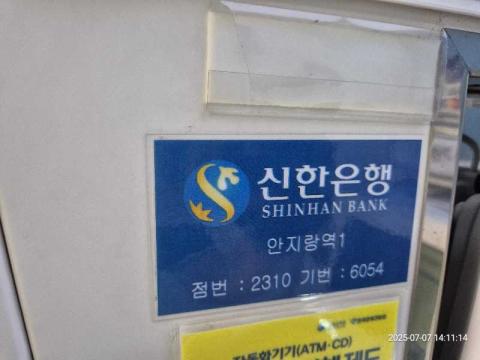 신한은행
SHINHAN BANK
안지랑역1
점번 : 2310 기번 : 6054
자동화기기(ATM·CD)
2025-07-07 14:11:14